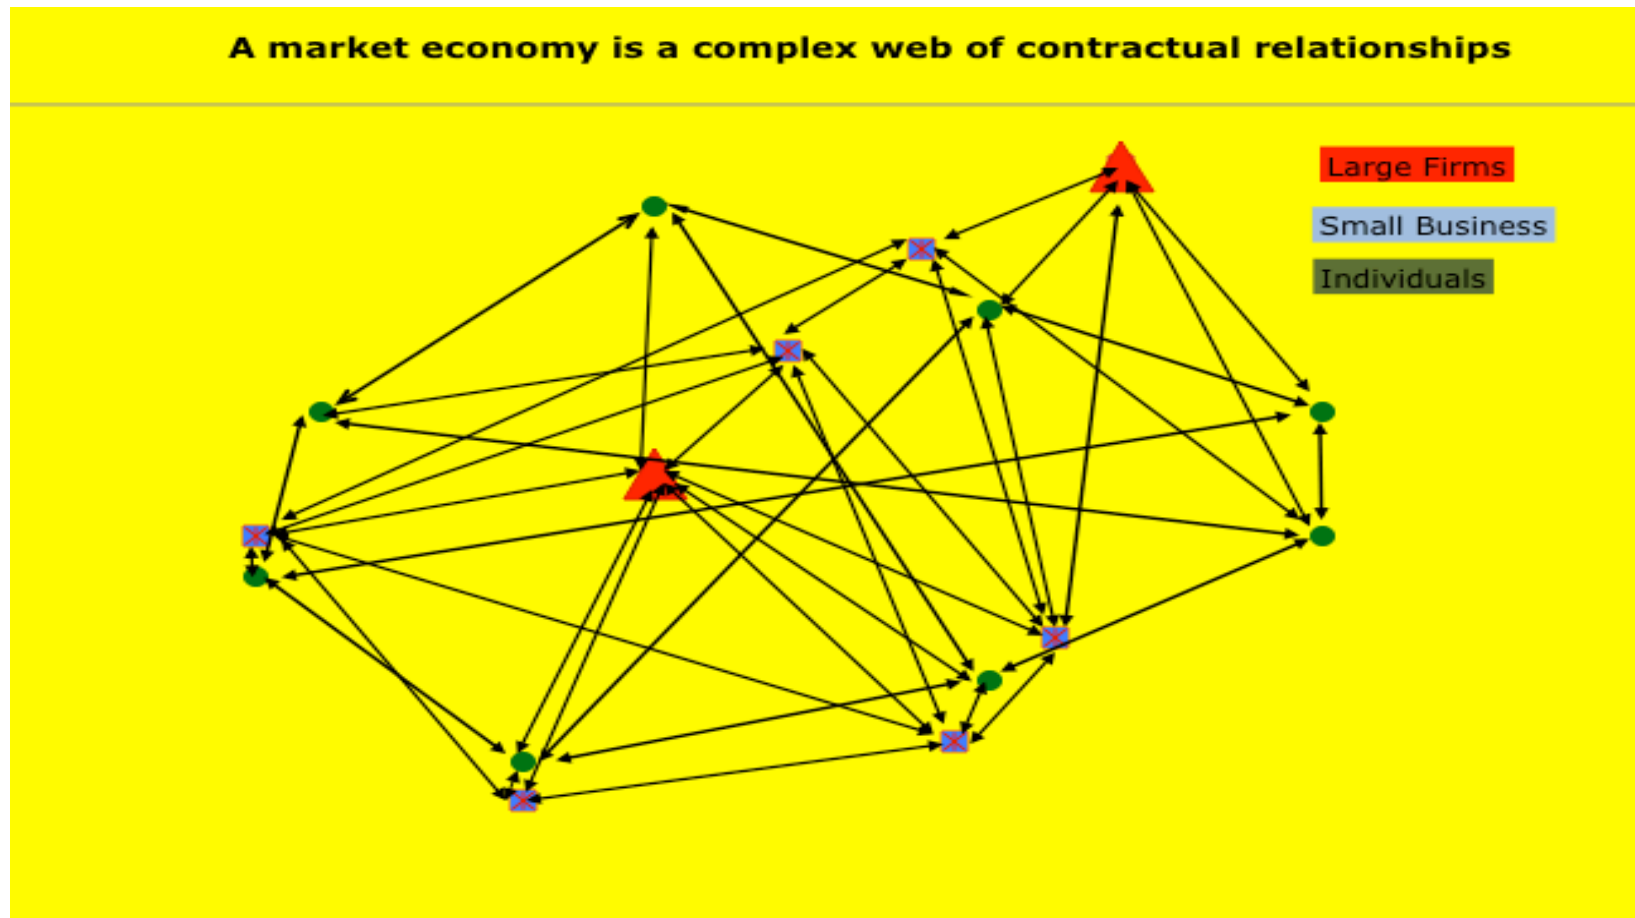 A market economy is a complex web of contractual relationships
Large Firms
Small Business
Individuals